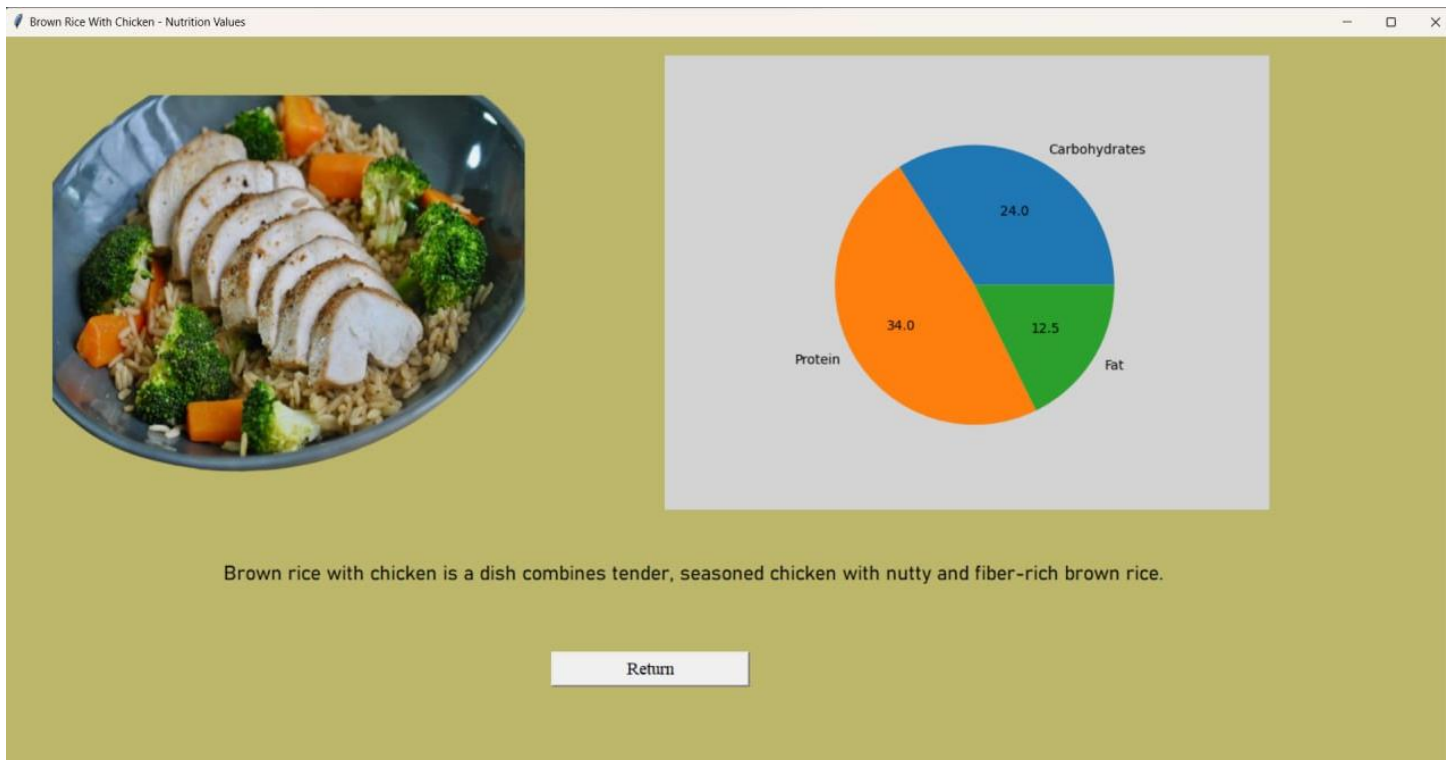 Brown Rice With Chicken - Nutrition Values
Carbohydrates
24.0
34.0
12.5
Protein
Fat
Brown rice with chicken is a dish combines tender, seasoned chicken with nutty and fiber-rich brown rice.
Return